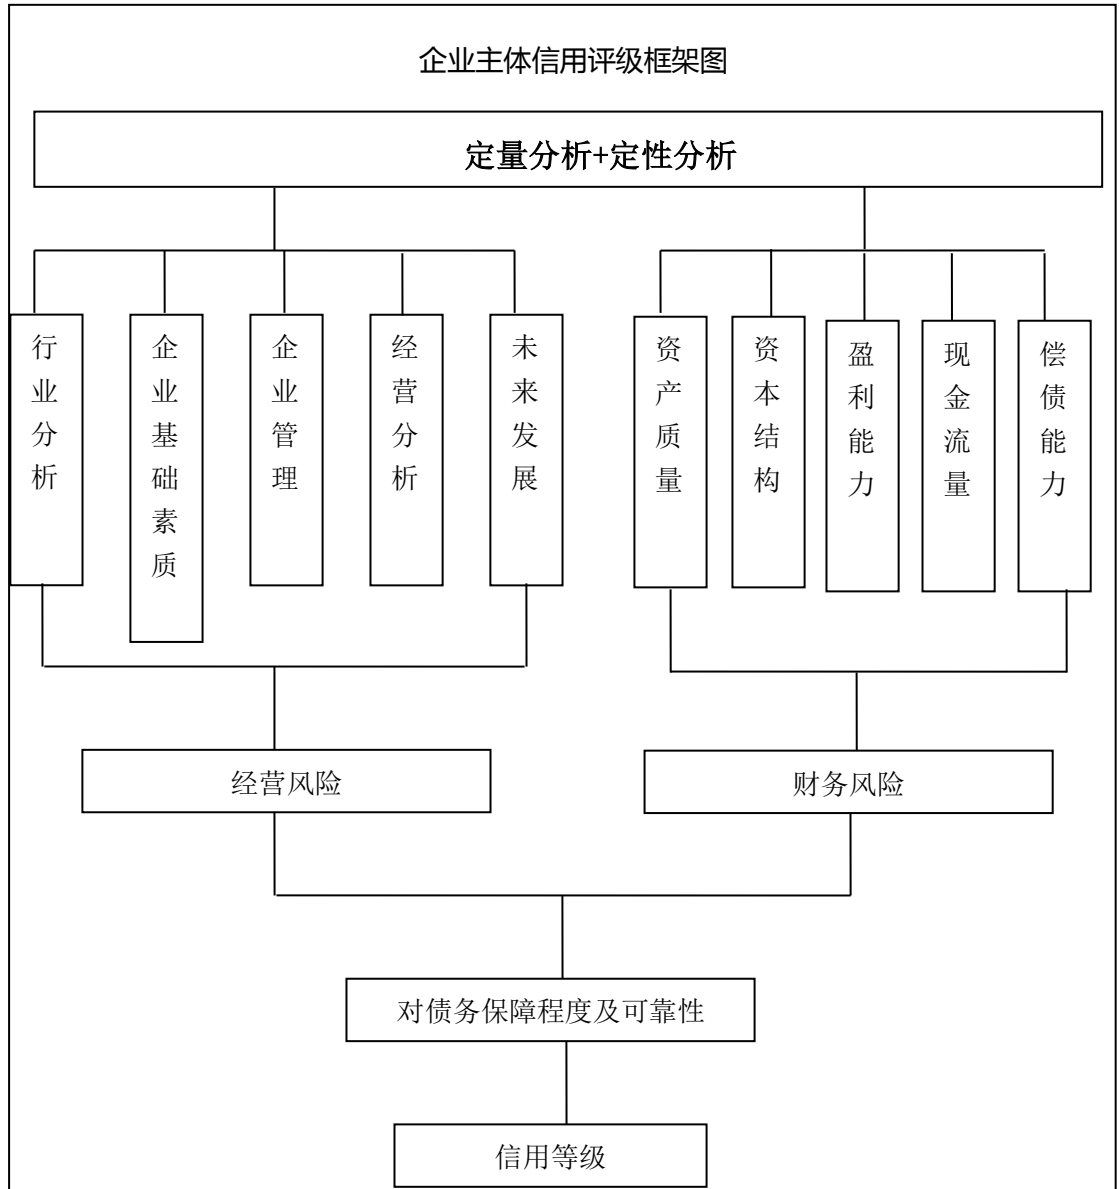 企业主体信用评级框架图
定量分析+定性分析
行业分析
企业基础素质
企业管理
经营分析
未来发展
资产质量
资本结构
盈利能力
现金流量
偿债能力
经营风险
财务风险
对债务保障程度及可靠性
信用等级